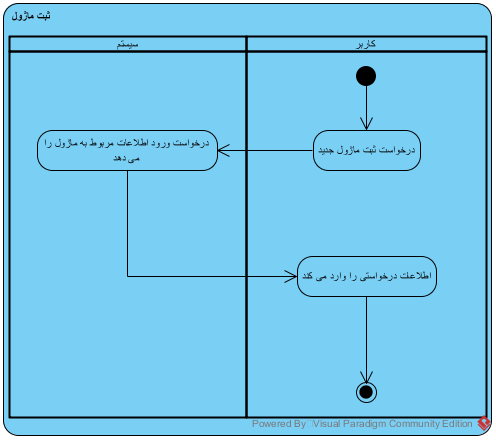 ثبت ماژول
کاربر
سیستم
درخواست ثبت ماژول جدید
درخواست ورود اطلاعات مربوط به ماژول را
می دهد
اطلاعات درخواستی را وارد می کند
Powered By Visual Paradigm Community Edition